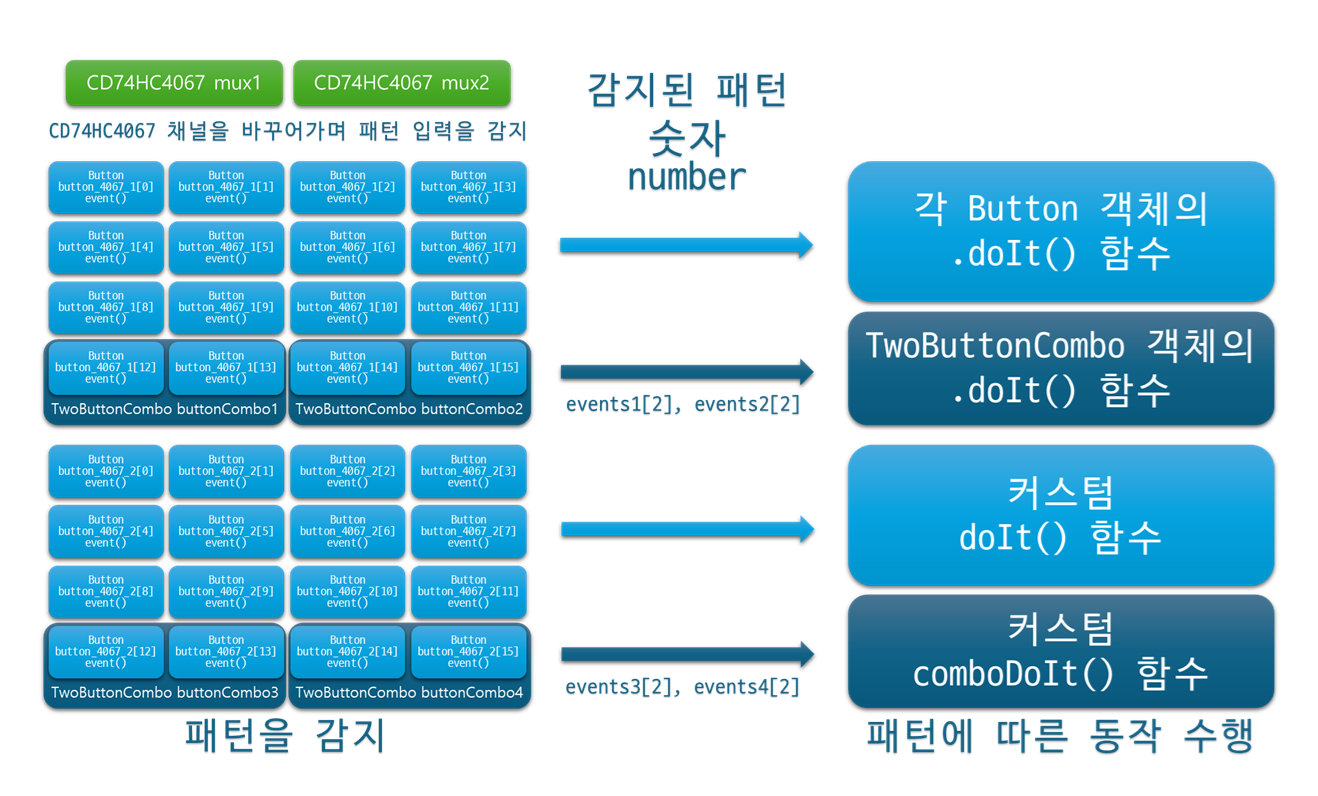 CD74HC4067 mux1
CD74HC4067 mux2
CD74HC4067 채널을 바꾸어가며 패턴 입력을 감지
Button
button_4067_1[0]
event()
Button
button_4067_1[1]
event()
Button
button_4067_1[2]
event()
Button
button_4067_1[3]
event()
Button
button_4067_1[4]
event()
Button
button_4067_1[5]
event()
Button
button_4067_1[6]
event()
Button
button_4067_1[7]
event()
Button
button_4067_1[8]
event()
Button
button_4067_1[9]
event()
Button
button_4067_1[10]
event()
Button
button_4067_1[11]
event()
Button
button_4067_1[12]
event()
Button
button_4067_1[13]
event()
TwoButtonCombo buttonCombo1
Button
button_4067_1[14]
event()
Button
button_4067_1[15]
event()
TwoButtonCombo buttonCombo2
Button
button_4067_2[0]
event()
Button
button_4067_2[1]
event()
Button
button_4067_2[2]
event()
Button
button_4067_2[3]
event()
Button
button_4067_2[4]
event()
Button
button_4067_2[5]
event()
Button
button_4067_2[6]
event()
Button
button_4067_2[7]
event()
Button
button_4067_2[8]
event()
Button
button_4067_2[9]
event()
Button
button_4067_2[10]
event()
Button
button_4067_2[11]
event()
Button
button_4067_2[12]
event()
Button
button_4067_2[13]
event()
TwoButtonCombo buttonCombo3
Button
button_4067_2[14]
event()
Button
button_4067_2[15]
event()
TwoButtonCombo buttonCombo4
패턴을 감지
감지된 패턴
숫자
number
events1[2], events2[2]
events3[2], events4[2]
각 Button 객체의
.doIt() 함수
TwoButtonCombo 객체의
.doIt() 함수
커스텀
doIt() 함수
커스텀
comboDoIt() 함수
패턴에 따른 동작 수행